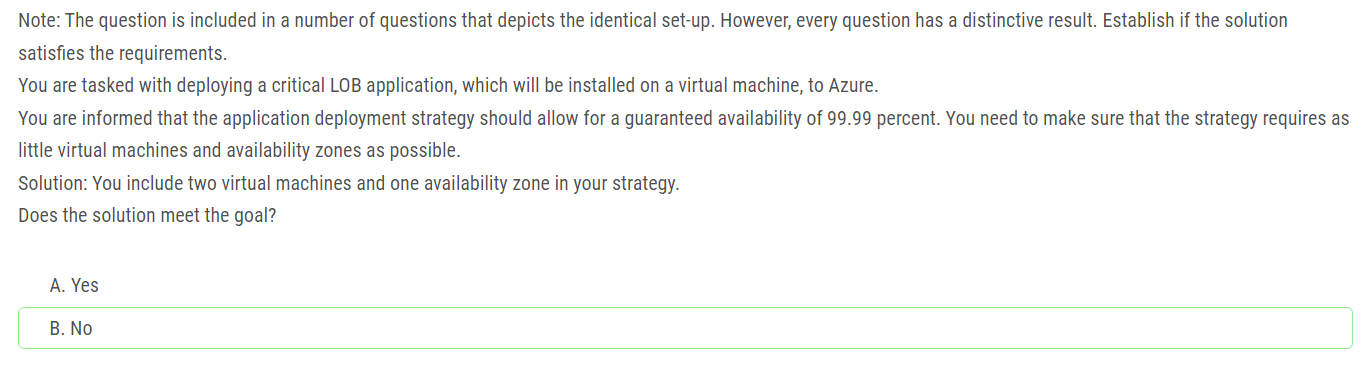 Note: The question is included in a number of questions that depicts the identical set-up. However, every question has a distinctive result. Establish if the solution
satisfies the requirements.
You are tasked with deploying a critical LOB application, which will be installed on a virtual machine, to Azure.
You are informed that the application deployment strategy should allow for a guaranteed availability of 99.99 percent. You need to make sure that the strategy requires as
little virtual machines and availability zones as possible.
Solution: You include two virtual machines and one availability zone in your strategy.
Does the solution meet the goal?
A. Yes
B. No